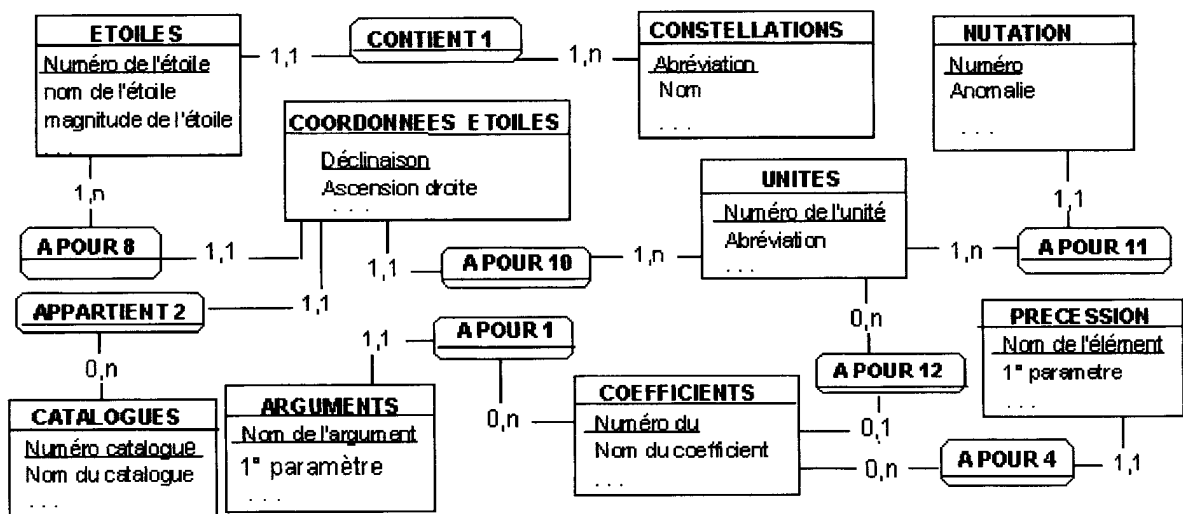 ETOILES
Numéro de l'étoile
nom de l'étoile
magnitude de l'étoile
. . .
1,1
CONTIENT 1
1,n
CONSTELLATIONS
Abréviation
Nom
. . .
NUTATION
Numéro
Anomalie
. . .
COORDONNEES ETOILES
Déclinaison
Ascension droite
. . .
UNITES
Numéro de l'unité
Abréviation
. . .
1,n
1,1
A POUR 8
1,1
1,1
A POUR 10
1,n
1,n
A POUR 11
APPARTIENT 2
1,1
0,n
1,1
A POUR 1
0,n
A POUR 12
PRECESSION
Nom de l'élément
1° parametre
. . .
CATALOGUES
Numéro catalogue
Nom du catalogue
. . .
ARGUMENTS
Nom de l'argument
1° paramètre
. . .
0,n
COEFFICIENTS
Numéro du
Nom du coefficient
. . .
0,1
0,n
A POUR 4
1,1